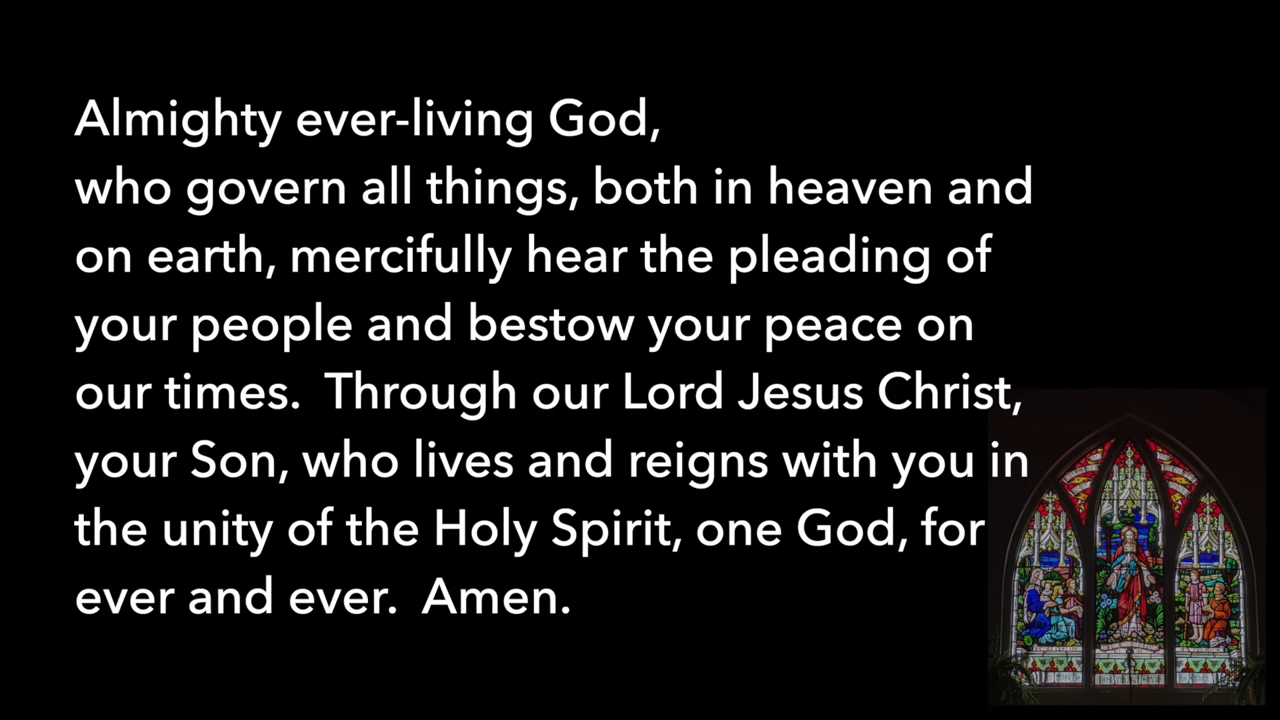 Almighty ever-living God,
who govern all things, both in heaven and
on earth, mercifully hear the pleading of
your people and bestow your peace on
our times.  Through our Lord Jesus Christ,
your Son, who lives and reigns with you in
the unity of the Holy Spirit, one God, for
ever and ever.  Amen.